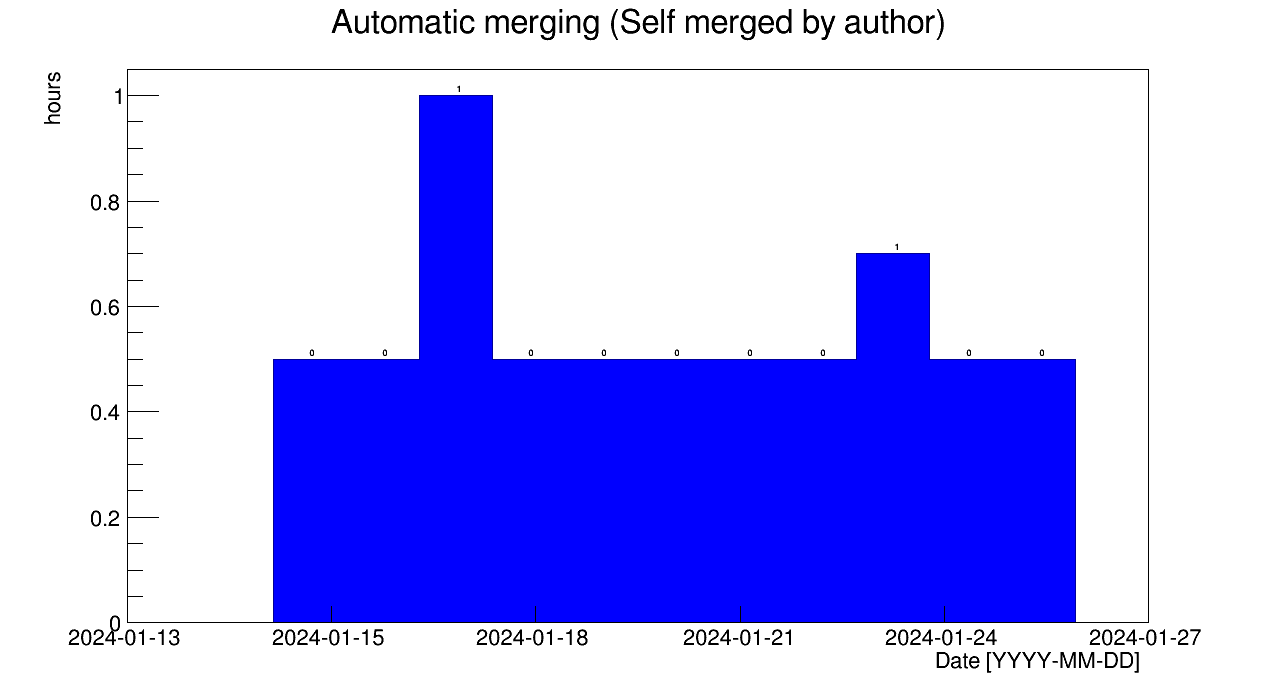 Automatic merging (Self merged by author)
hours
1
0.8
0.6
0.4
0.2
0
0 0 1 0 0 0 0 0 1 0 0
2024-01-13 2024-01-15 2024-01-18 2024-01-21 2024-01-24 2024-01-27
Date [YYYY-MM-DD]